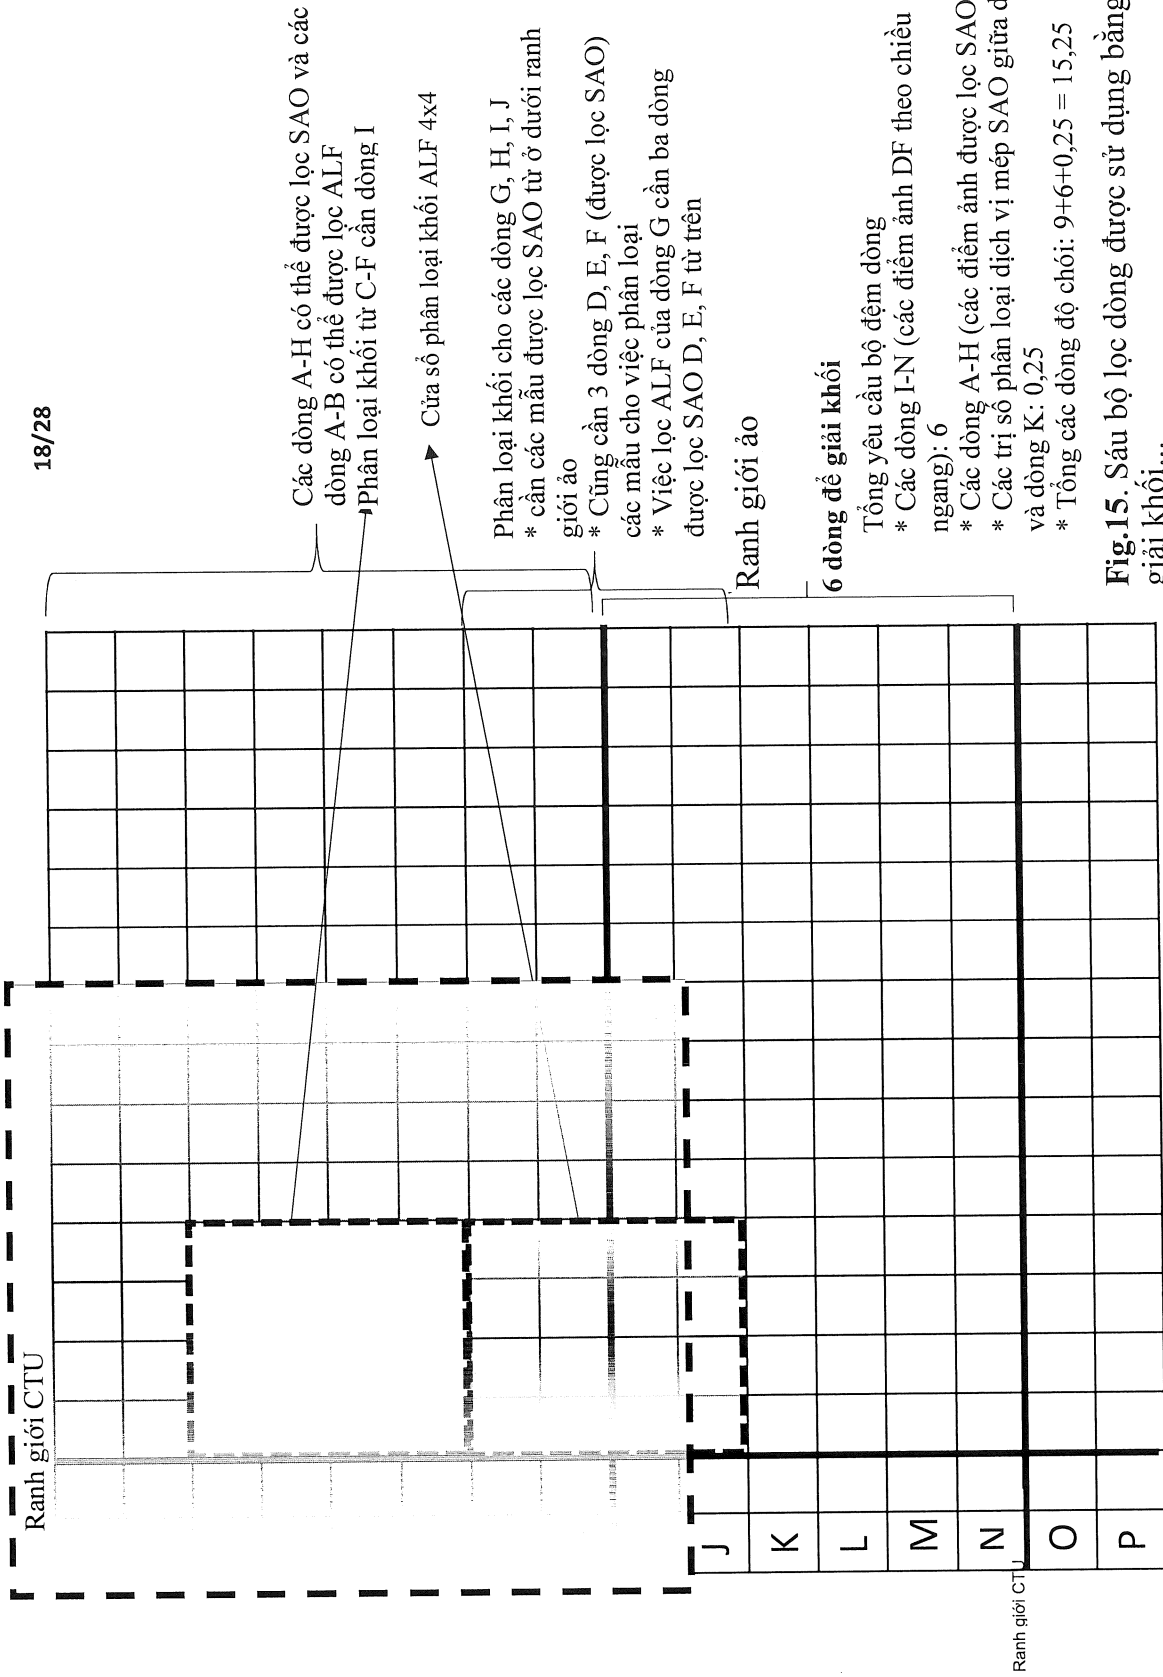 18/28
Ranh giới CTU
Các dòng A-H có thể được lọc SAO và các
dòng A-B có thể được lọc ALF
Phân loại khối từ C-F cần dòng I
Cửa sổ phân loại khối ALF 4x4
Phân loại khối cho các dòng G, H, I, J
* cần các mẫu được lọc SAO từ ở dưới ranh
giới ảo
* Cũng cần 3 dòng D, E, F (được lọc SAO)
các mẫu cho việc phân loại
* Việc lọc ALF của dòng G cần ba dòng
được lọc SAO D, E, F từ trên
Ranh giới ảo
6 dòng để giải khối
Tổng yêu cầu bộ đệm dòng
* Các dòng I-N (các điểm ảnh DF theo chiều
ngang): 6
* Các dòng A-H (các điểm ảnh được lọc SAO
* Các trị số phân loại dịch vị mép SAO giữa d
và dòng K: 0,25
* Tổng các dòng độ chói: 9+6+0,25 = 15,25
J
K
L
M
N
O
P
Ranh giới CTU
Fig.15. Sáu bộ lọc dòng được sử dụng bằng
giải khối...